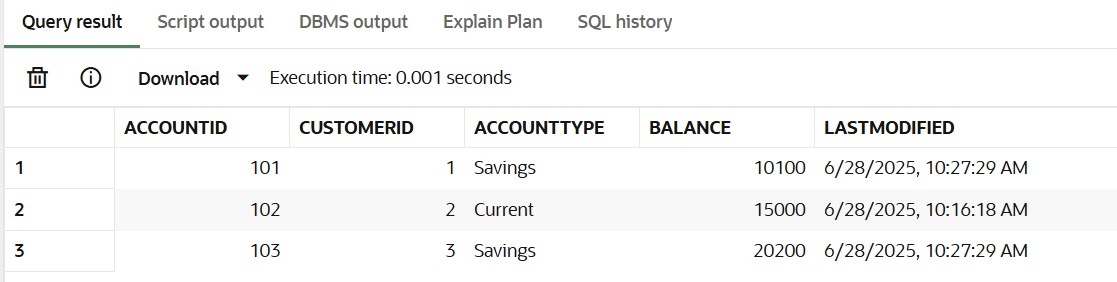 Query result Script output DBMS output Explain Plan SQL history
Download Execution time: 0.001 seconds
ACCOUNTID CUSTOMERID ACCOUNTTYPE BALANCE LASTMODIFIED
1 101 1 Savings 10100 6/28/2025, 10:27:29 AM
2 102 2 Current 15000 6/28/2025, 10:16:18 AM
3 103 3 Savings 20200 6/28/2025, 10:27:29 AM